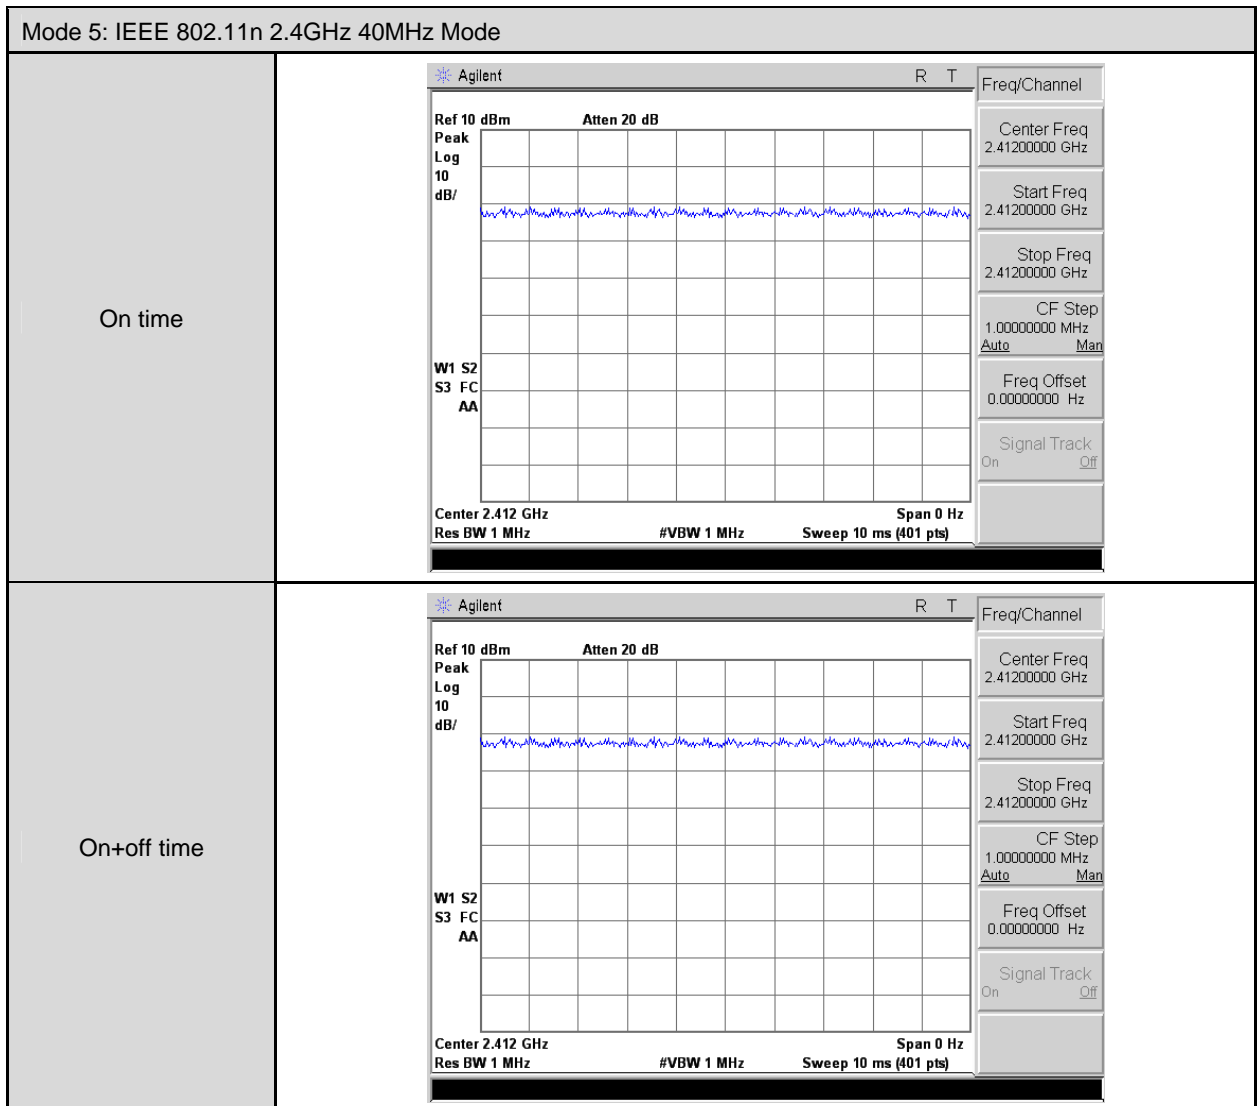 Mode 5: IEEE 802.11n 2.4GHz 40MHz Mode
On time
Agilent R T
Ref 10 dBm Atten 20 dB
Peak
Log
10
dB/
W1 S2
S3 FC
AA
Center 2.412 GHz Span 0 Hz
Res BW 1 MHz #VBW 1 MHz Sweep 10 ms (401 pts)
Freq/Channel
Center Freq
2.41200000 GHz
Start Freq
2.41200000 GHz
Stop Freq
2.41200000 GHz
CF Step
1.00000000 MHz
Auto Man
Freq Offset
0.00000000 Hz
Signal Track
On Off
On+off time
Agilent R T
Ref 10 dBm Atten 20 dB
Peak
Log
10
dB/
W1 S2
S3 FC
AA
Center 2.412 GHz Span 0 Hz
Res BW 1 MHz #VBW 1 MHz Sweep 10 ms (401 pts)
Freq/Channel
Center Freq
2.41200000 GHz
Start Freq
2.41200000 GHz
Stop Freq
2.41200000 GHz
CF Step
1.00000000 MHz
Auto Man
Freq Offset
0.00000000 Hz
Signal Track
On Off